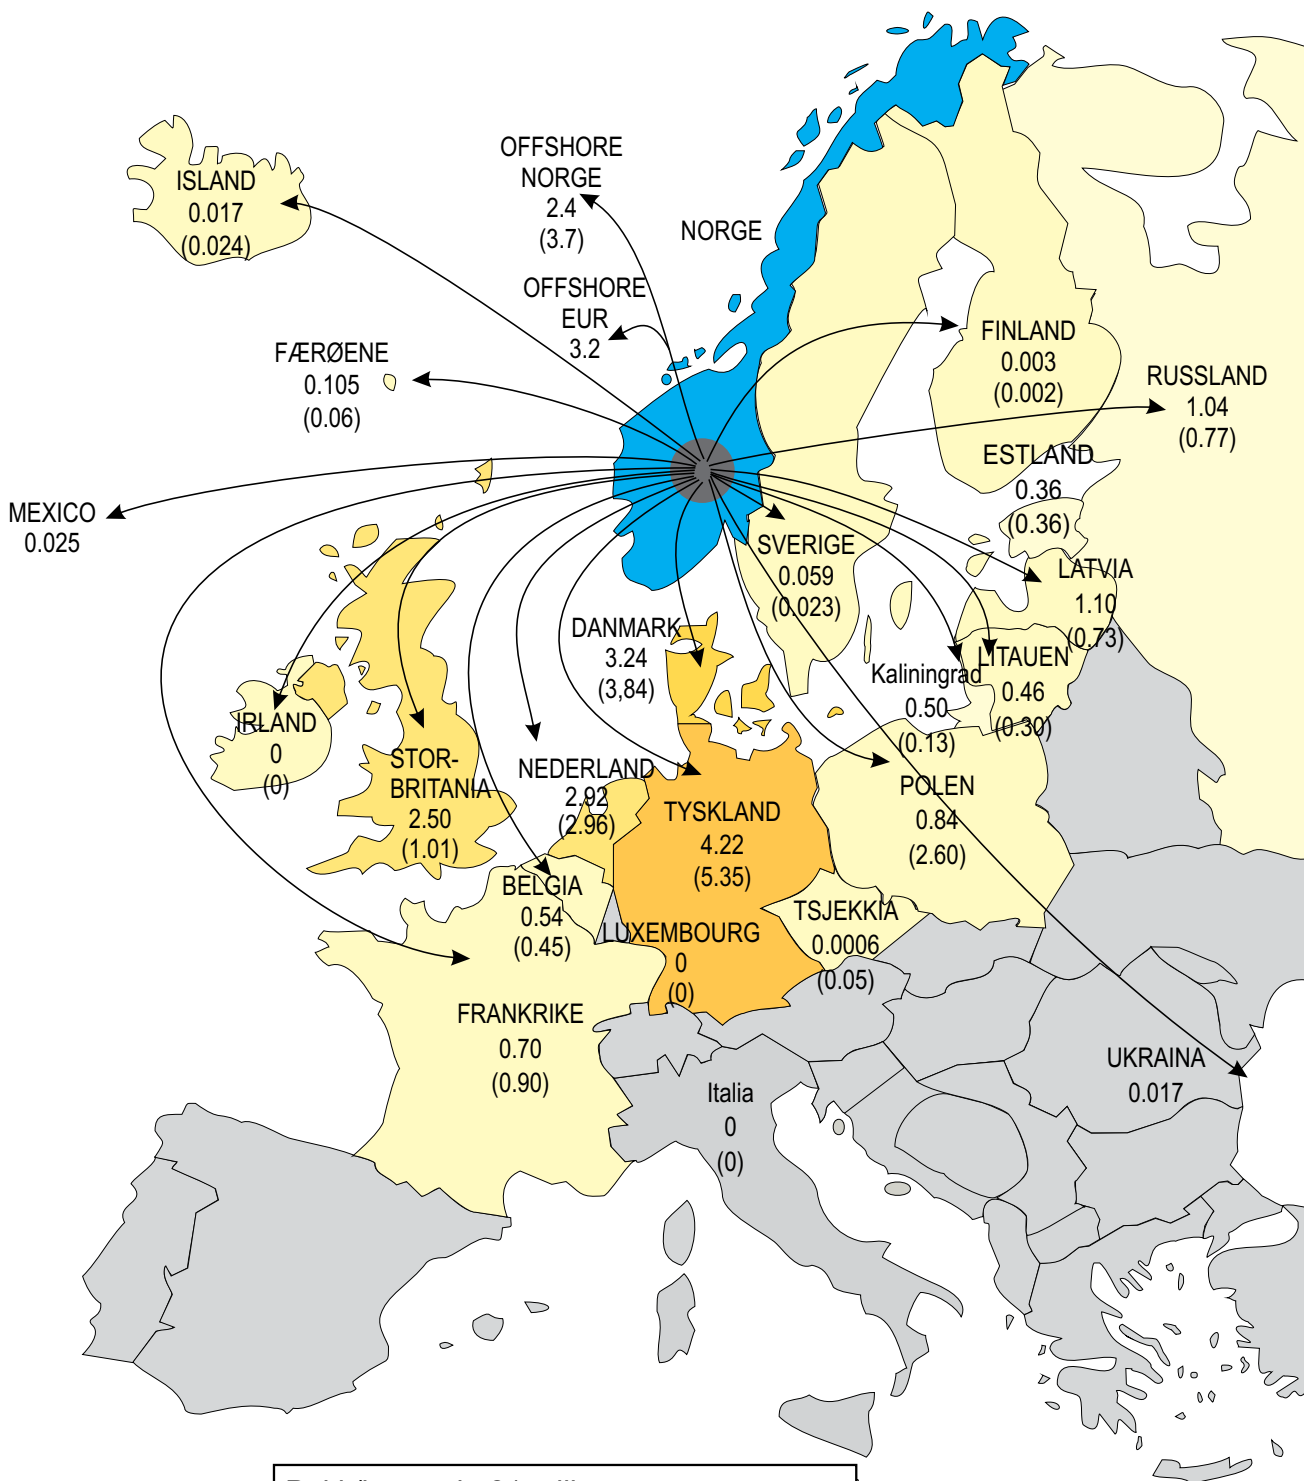 OFFSHORE
NORGE
2.4
(3.7)
ISLAND
0.017
(0.024)
NORGE
OFFSHORE
EUR
3.2
FINLAND
0.003
(0.002)
FÆRØENE
0.105
(0.06)
RUSSLAND
1.04
(0.77)
ESTLAND
0.36
(0.36)
MEXICO
0.025
SVERIGE
0.059
(0.023)
LATVIA
1.10
(0.73)
DANMARK
3.24
(3,84)
LITAUEN
0.46
(0.30)
Kaliningrad
0.50
(0.13)
IRLAND
0
(0)
STOR-
BRITANIA
2.50
(1.01)
NEDERLAND
2.92
(2.96)
TYSKLAND
4.22
(5.35)
POLEN
0.84
(2.60)
BELGIA
0.54
(0.45)
LUXEMBOURG
0
(0)
TSJEKKIA
0.0006
(0.05)
FRANKRIKE
0.70
(0.90)
UKRAINA
0.017
Italia
0
(0)